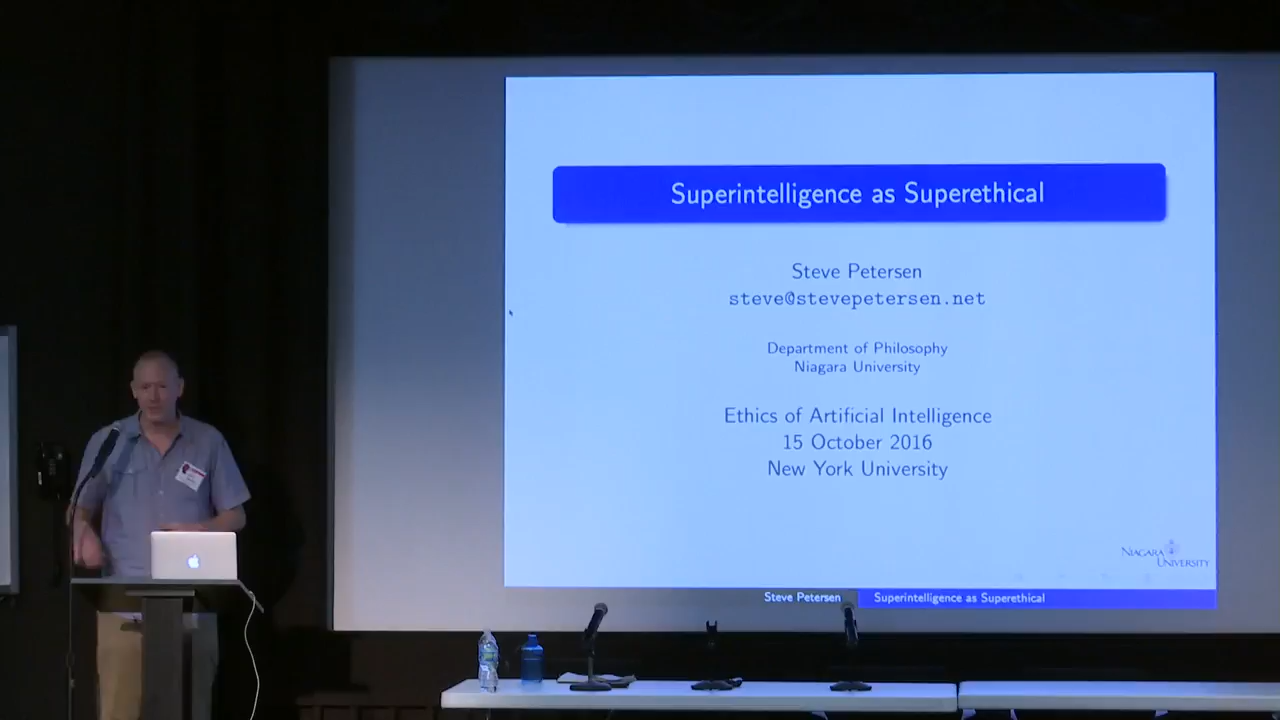 Superintelligence as Superethical
Steve Petersen
steve@stevepetersen.net
Department of Philosophy
Niagara University
Ethics of Artificial Intelligence
15 October 2016
New York University
NIAGARA
UNIVERSITY
Steve Petersen
Superintelligence as Superethical